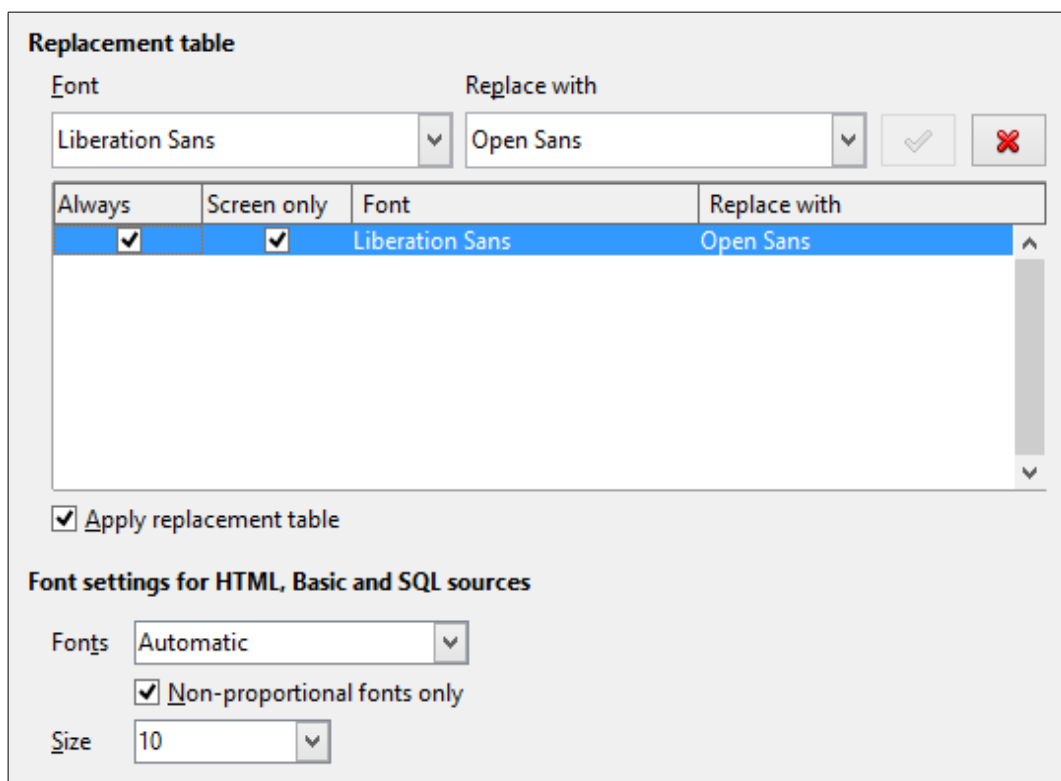 Replacement table
Font Replace with
Liberation Sans Open Sans
Always Screen only Font Replace with
Liberation Sans Open Sans
Apply replacement table
Font settings for HTML, Basic and SQL sources
Fonts Automatic
Non-proportional fonts only
Size 10